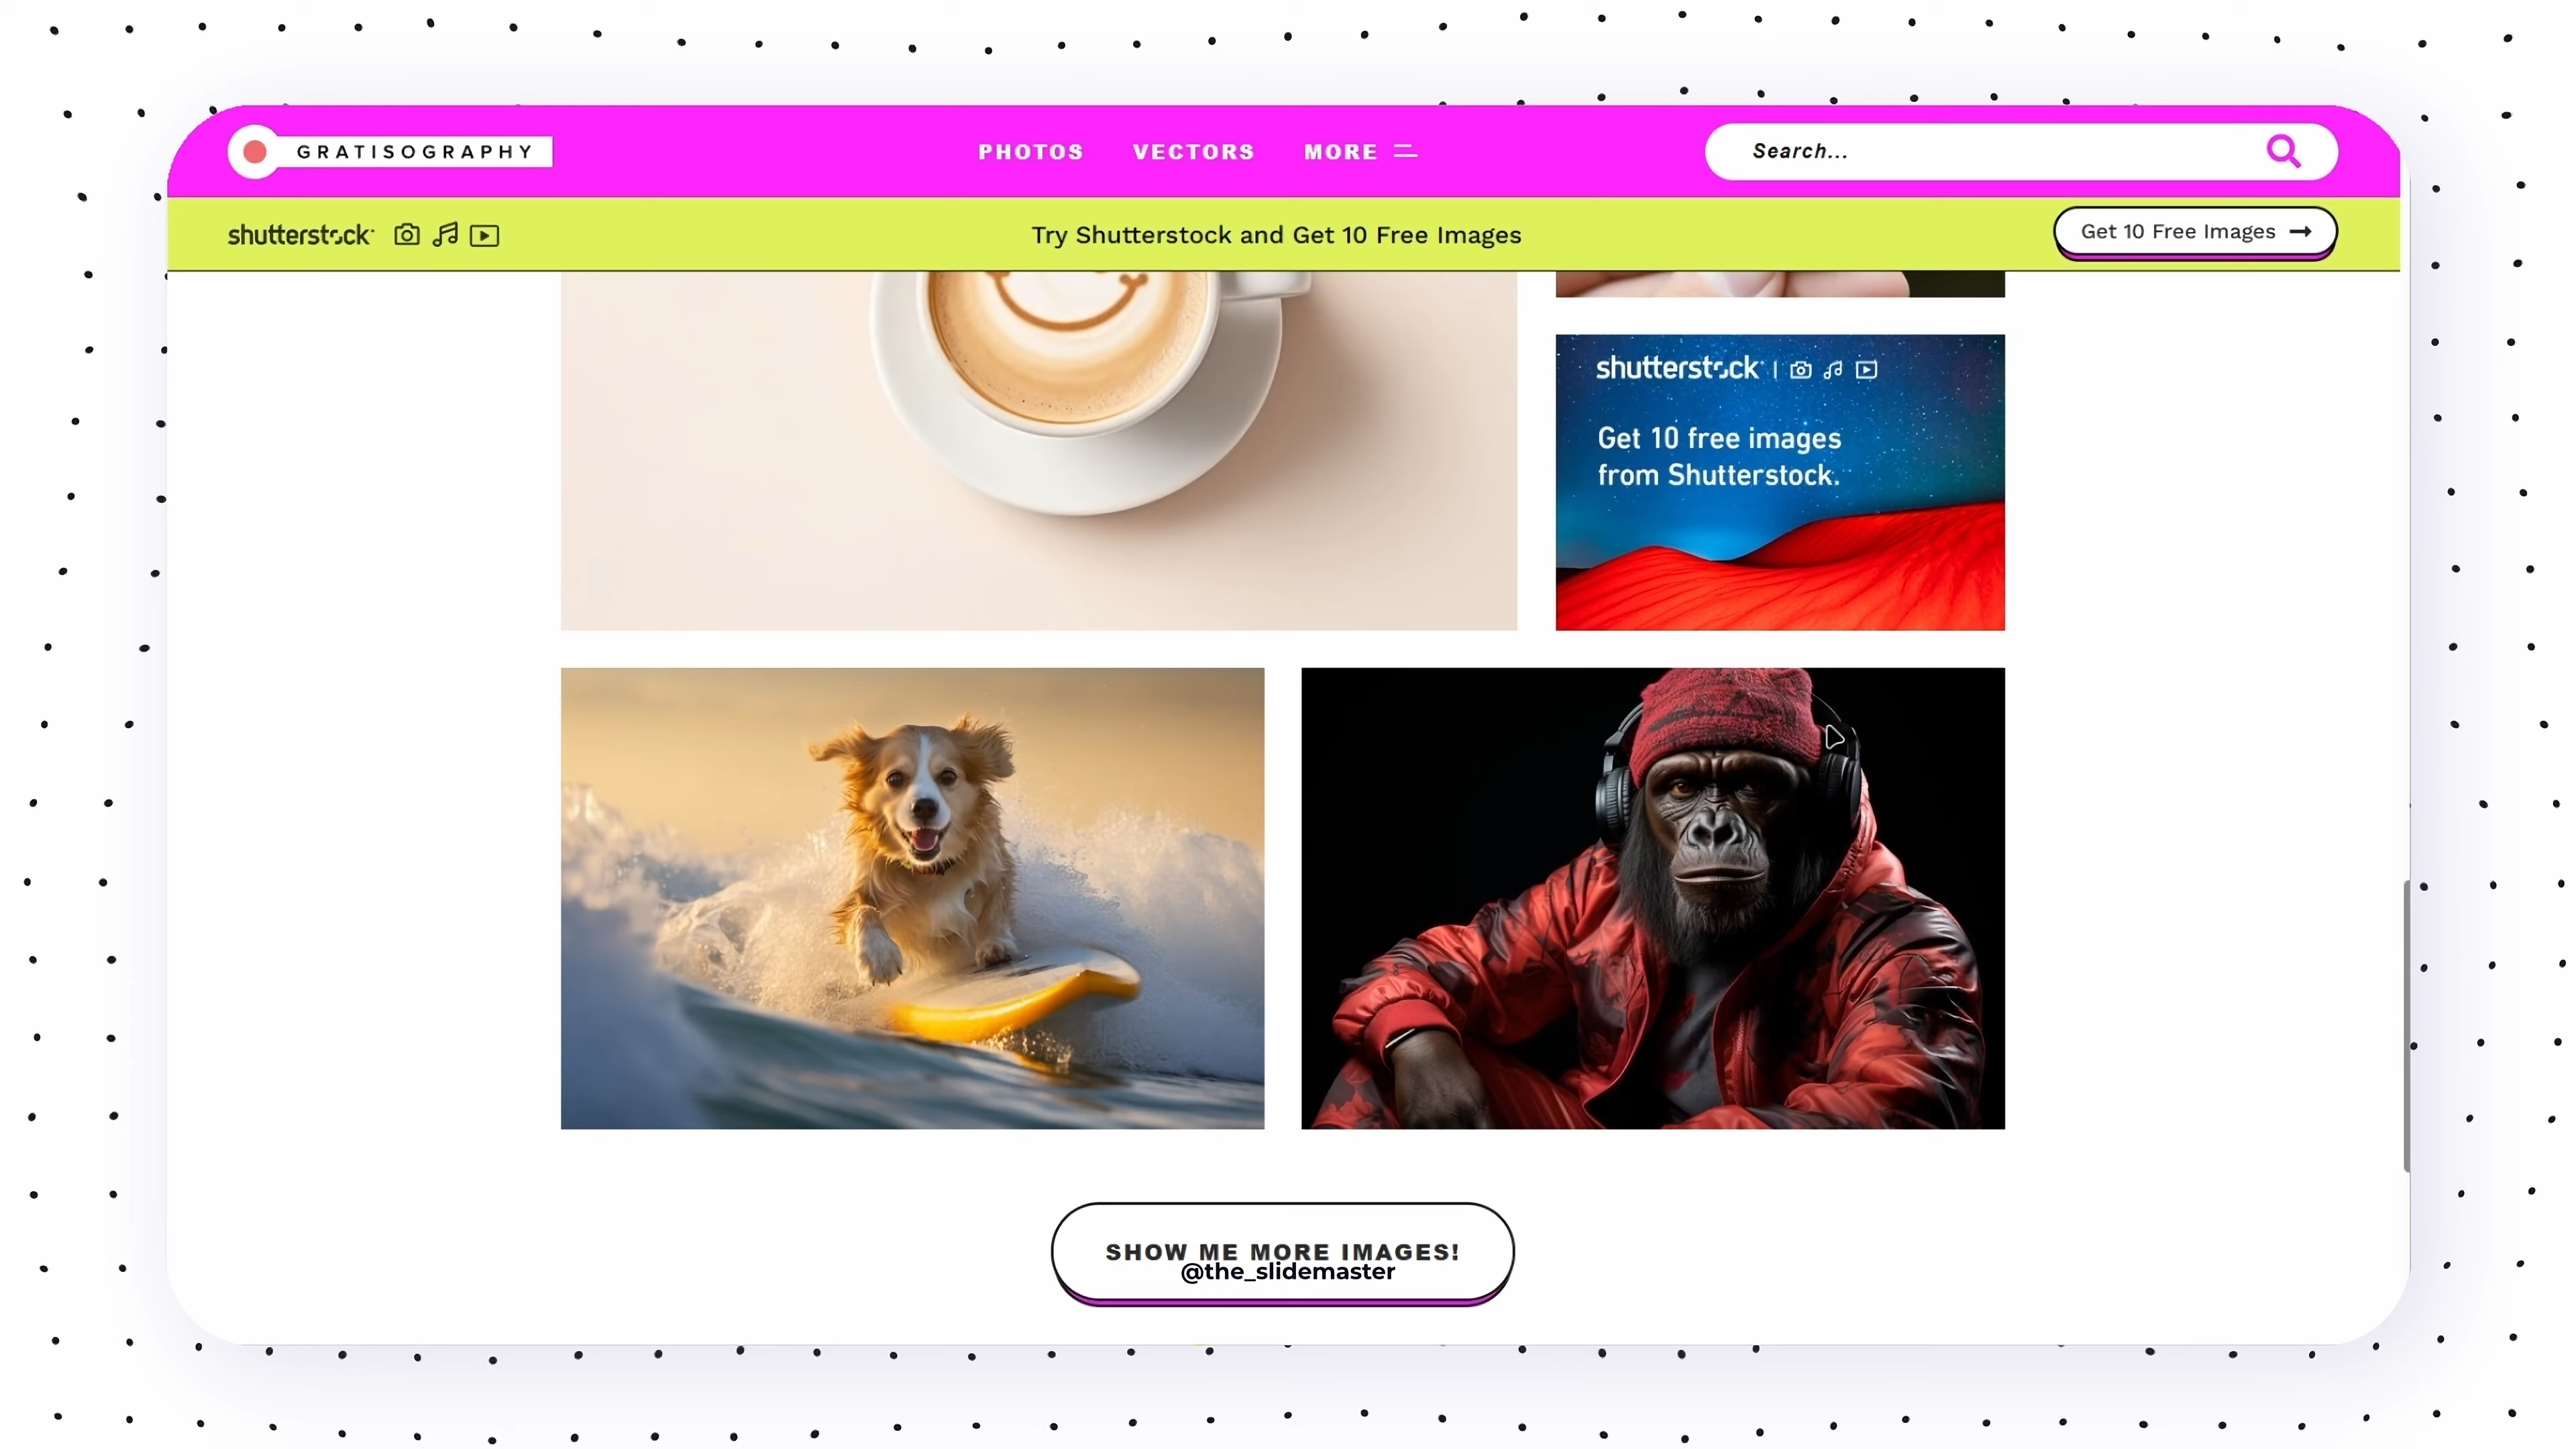 GRATISOGRAPHY
PHOTOS VECTORS MORE
Search...
shutterstock
Try Shutterstock and Get 10 Free Images
Get 10 Free Images
shutterstock
Get 10 free images
from Shutterstock.
SHOW ME MORE IMAGES!
@the_slidemaster